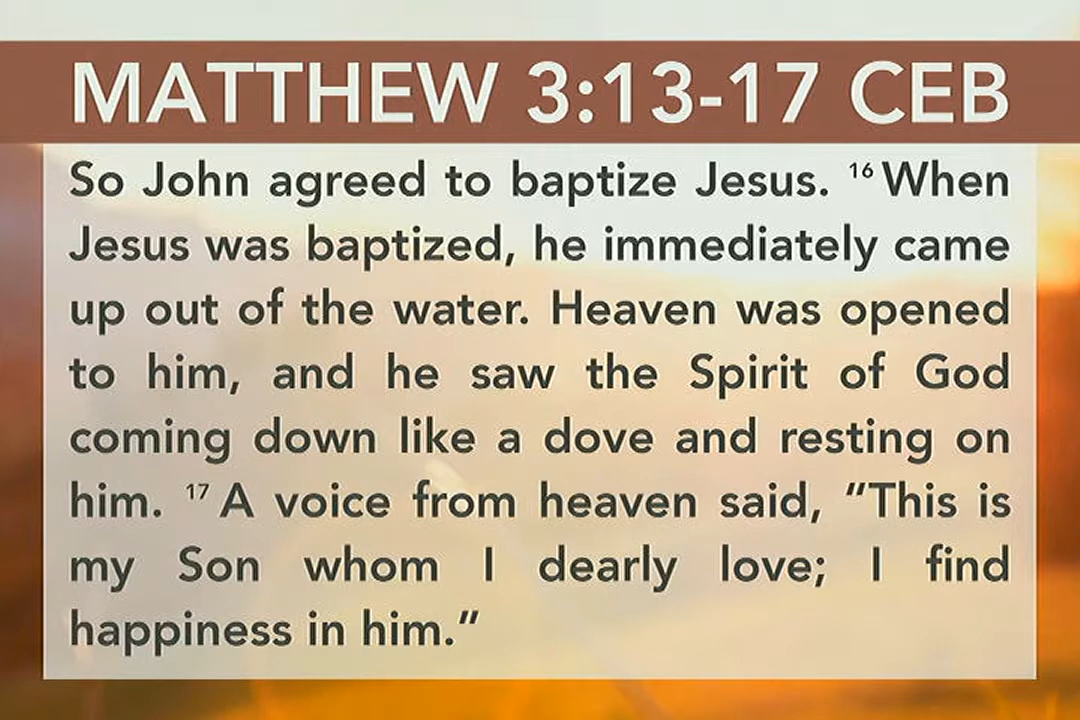 MATTHEW 3:13-17 CEB
So John agreed to baptize Jesus. ¹⁶ When
Jesus was baptized, he immediately came
up out of the water. Heaven was opened
to him, and he saw the Spirit of God
coming down like a dove and resting on
him. ¹⁷ A voice from heaven said, “This is
my Son whom I dearly love; I find
happiness in him.”